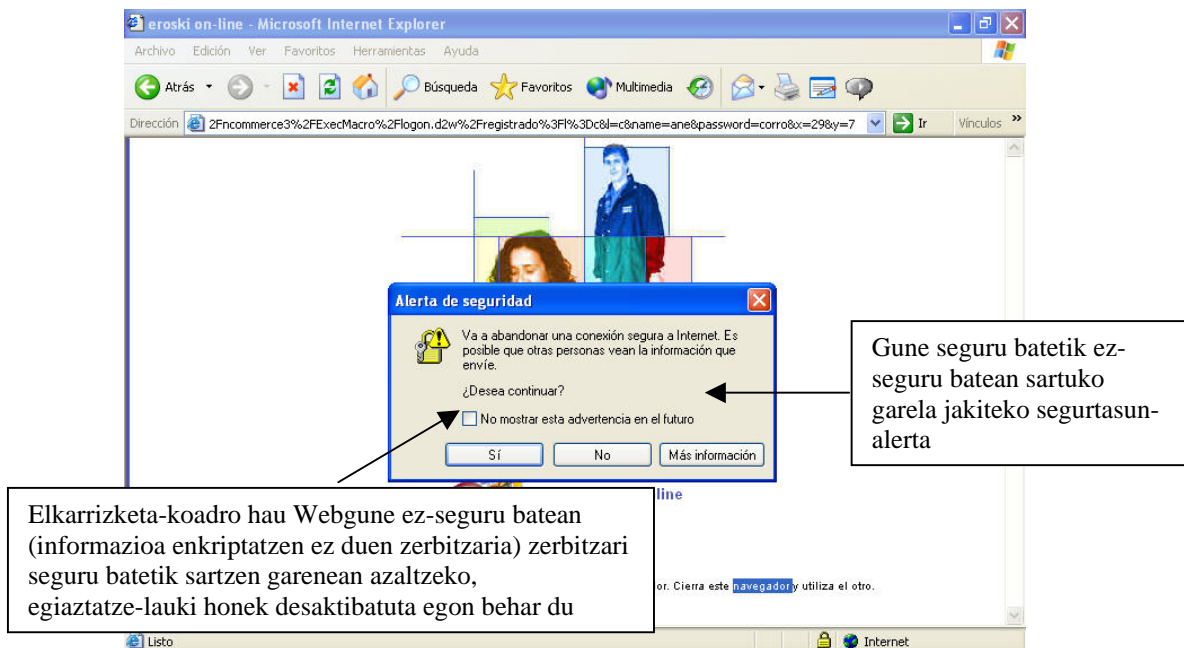 eroski on-line - Microsoft Internet Explorer
Archivo Edición Ver Favoritos Herramientas Ayuda
Atrás Búsqueda Favoritos Multimedia
Dirección 2Fncommerce3%2FExecMacro%2Flogon.d2w%2Fregistrado%3Fl%3Dc&l=c&name=ane&password=corro&x=29&y=7 Ir Vínculos »
Alerta de seguridad
Va a abandonar una conexión segura a Internet. Es
posible que otras personas vean la información que
envíe.
¿Desea continuar?
No mostrar esta advertencia en el futuro
Sí No Más información
Gune seguru batetik ez-
seguru batean sartuko
garela jakiteko segurtasun-
alerta
line
Elkarrizketa-koadro hau Webgune ez-seguru batean
(informazioa enkriptatzen ez duen zerbitzaria) zerbitzari
seguru batetik sartzen garenean azaltzeko,
egiaztatze-lauki honek desaktibatuta egon behar du
or. Cierra este navegador y utiliza el otro.
Listo Internet